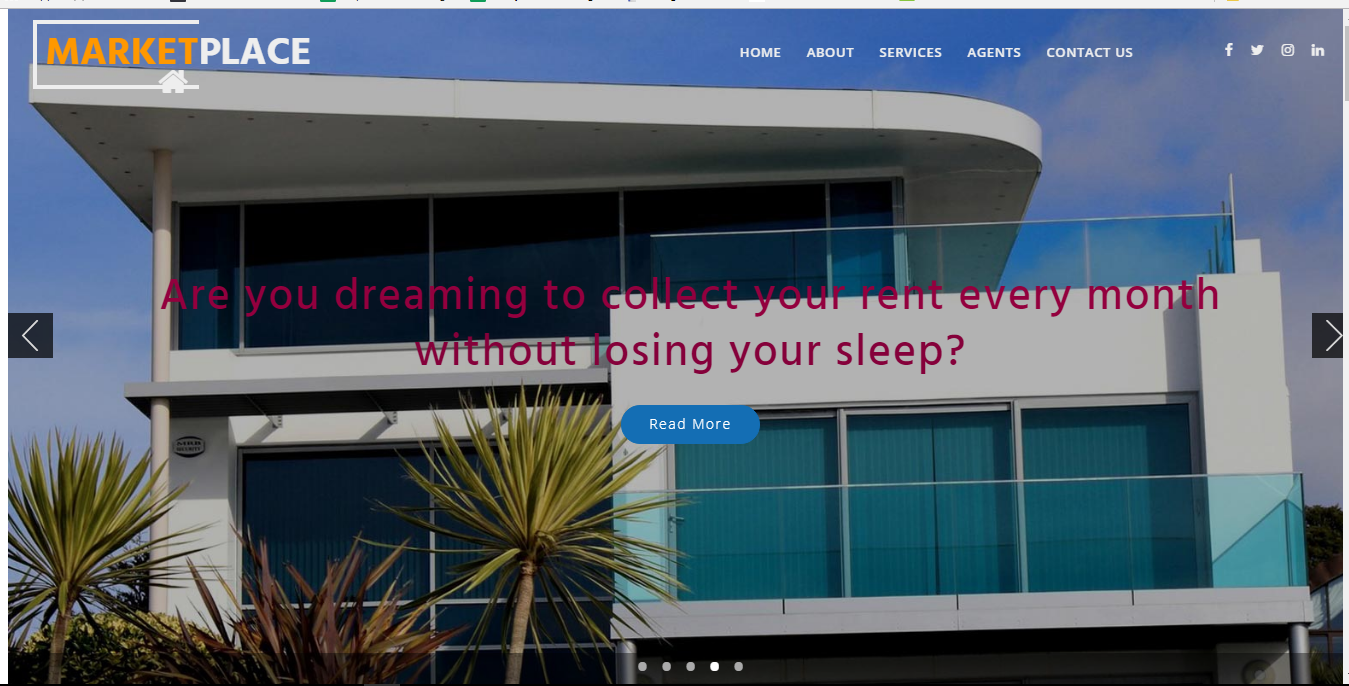 MARKETPLACE
HOME ABOUT SERVICES AGENTS CONTACT US
Are you dreaming to collect your rent every month
without losing your sleep?
Read More